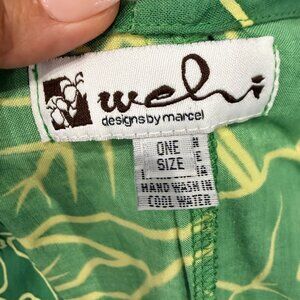 wehi
designs by marcel
ONE
SIZE
HAND WASH IN
COOL WATER